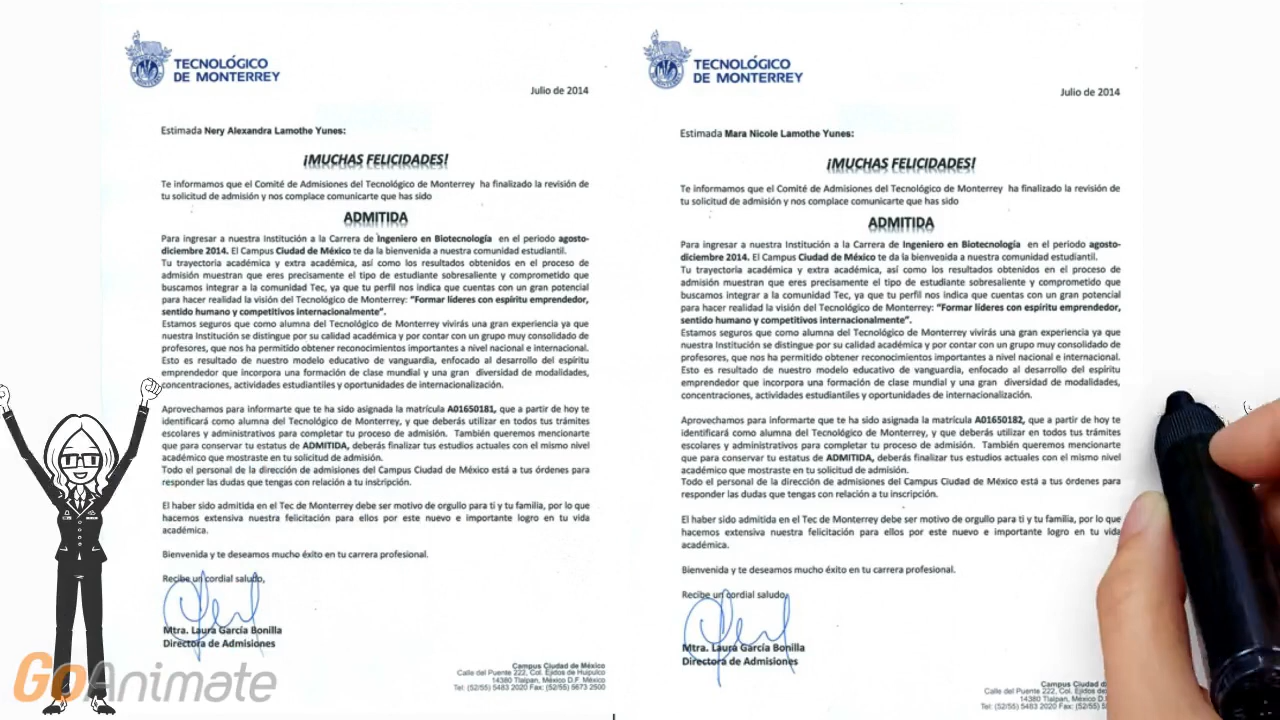 TECNOLÓGICO
DE MONTERREY
Julio de 2014
Estimada Nery Alexandra Lamothe Yunes:
¡MUCHAS FELICIDADES!
Te informamos que el Comité de Admisiones del Tecnológico de Monterrey ha finalizado la revisión de
tu solicitud de admisión y nos complace comunicarte que has sido
ADMITIDA
Para ingresar a nuestra Institución a la Carrera de Ingeniero en Biotecnología en el periodo agosto-
diciembre 2014. El Campus Ciudad de México te da la bienvenida a nuestra comunidad estudiantil.
Tu trayectoria académica y extra académica, así como los resultados obtenidos en el proceso de
admisión muestran que eres precisamente el tipo de estudiante sobresaliente y comprometido que
buscamos integrar a la comunidad Tec, ya que tu perfil nos indica que cuentas con un gran potencial
para hacer realidad la visión del Tecnológico de Monterrey: "Formar líderes con espíritu emprendedor,
sentido humano y competitivos internacionalmente".
Estamos seguros que como alumna del Tecnológico de Monterrey vivirás una gran experiencia ya que
nuestra Institución se distingue por su calidad académica y por contar con un grupo muy consolidado de
profesores, que nos ha permitido obtener reconocimientos importantes a nivel nacional e internacional.
Esto es resultado de nuestro modelo educativo de vanguardia, enfocado al desarrollo del espíritu
emprendedor que incorpora una formación de clase mundial y una gran diversidad de modalidades,
concentraciones, actividades estudiantiles y oportunidades de internacionalización.
Aprovechamos para informarte que te ha sido asignada la matrícula A01650181, que a partir de hoy te
identificará como alumna del Tecnológico de Monterrey, y que deberás utilizar en todos tus trámites
escolares y administrativos para completar tu proceso de admisión. También queremos mencionarte
que para conservar tu estatus de ADMITIDA, deberás finalizar tus estudios actuales con el mismo nivel
académico que mostraste en tu solicitud de admisión.
Todo el personal de la dirección de admisiones del Campus Ciudad de México está a tus órdenes para
responder las dudas que tengas con relación a tu inscripción.
El haber sido admitida en el Tec de Monterrey debe ser motivo de orgullo para ti y tu familia, por lo que
hacemos extensiva nuestra felicitación para ellos por este nuevo e importante logro en tu vida
académica.
Bienvenida y te deseamos mucho éxito en tu carrera profesional.
Recibe un cordial saludo,
Mtra. Laura García Bonilla
Directora de Admisiones
Campus Ciudad de México
Calle del Puente 222, Col. Ejidos de Huipulco
14380 Tlalpan, México D.F. México
Tel: (52/55) 5483 2020 Fax: (52/55) 5673 2500
TECNOLÓGICO
DE MONTERREY
Julio de 2014
Estimada Mara Nicole Lamothe Yunes:
¡MUCHAS FELICIDADES!
Te informamos que el Comité de Admisiones del Tecnológico de Monterrey ha finalizado la revisión de
tu solicitud de admisión y nos complace comunicarte que has sido
ADMITIDA
Para ingresar a nuestra Institución a la Carrera de Ingeniero en Biotecnología en el periodo agosto-
diciembre 2014. El Campus Ciudad de México te da la bienvenida a nuestra comunidad estudiantil.
Tu trayectoria académica y extra académica, así como los resultados obtenidos en el proceso de
admisión muestran que eres precisamente el tipo de estudiante sobresaliente y comprometido que
buscamos integrar a la comunidad Tec, ya que tu perfil nos indica que cuentas con un gran potencial
para hacer realidad la visión del Tecnológico de Monterrey: "Formar líderes con espíritu emprendedor,
sentido humano y competitivos internacionalmente".
Estamos seguros que como alumna del Tecnológico de Monterrey vivirás una gran experiencia ya que
nuestra Institución se distingue por su calidad académica y por contar con un grupo muy consolidado de
profesores, que nos ha permitido obtener reconocimientos importantes a nivel nacional e internacional.
Esto es resultado de nuestro modelo educativo de vanguardia, enfocado al desarrollo del espíritu
emprendedor que incorpora una formación de clase mundial y una gran diversidad de modalidades,
concentraciones, actividades estudiantiles y oportunidades de internacionalización.
Aprovechamos para informarte que te ha sido asignada la matrícula A01650182, que a partir de hoy te
identificará como alumna del Tecnológico de Monterrey, y que deberás utilizar en todos tus trámites
escolares y administrativos para completar tu proceso de admisión. También queremos mencionarte
que para conservar tu estatus de ADMITIDA, deberás finalizar tus estudios actuales con el mismo nivel
académico que mostraste en tu solicitud de admisión.
Todo el personal de la dirección de admisiones del Campus Ciudad de México está a tus órdenes para
responder las dudas que tengas con relación a tu inscripción.
El haber sido admitida en el Tec de Monterrey debe ser motivo de orgullo para ti y tu familia, por lo que
hacemos extensiva nuestra felicitación para ellos por este nuevo e importante logro en tu vida
académica.
Bienvenida y te deseamos mucho éxito en tu carrera profesional.
Recibe un cordial saludo,
Mtra. Laura García Bonilla
Directora de Admisiones
Campus Ciudad d
Calle del Puente 222, Col. Ejidos de
14380 Tlalpan, México D.F.
Tel: (52/55) 5483 2020 Fax: (52/55)
GoAnimate